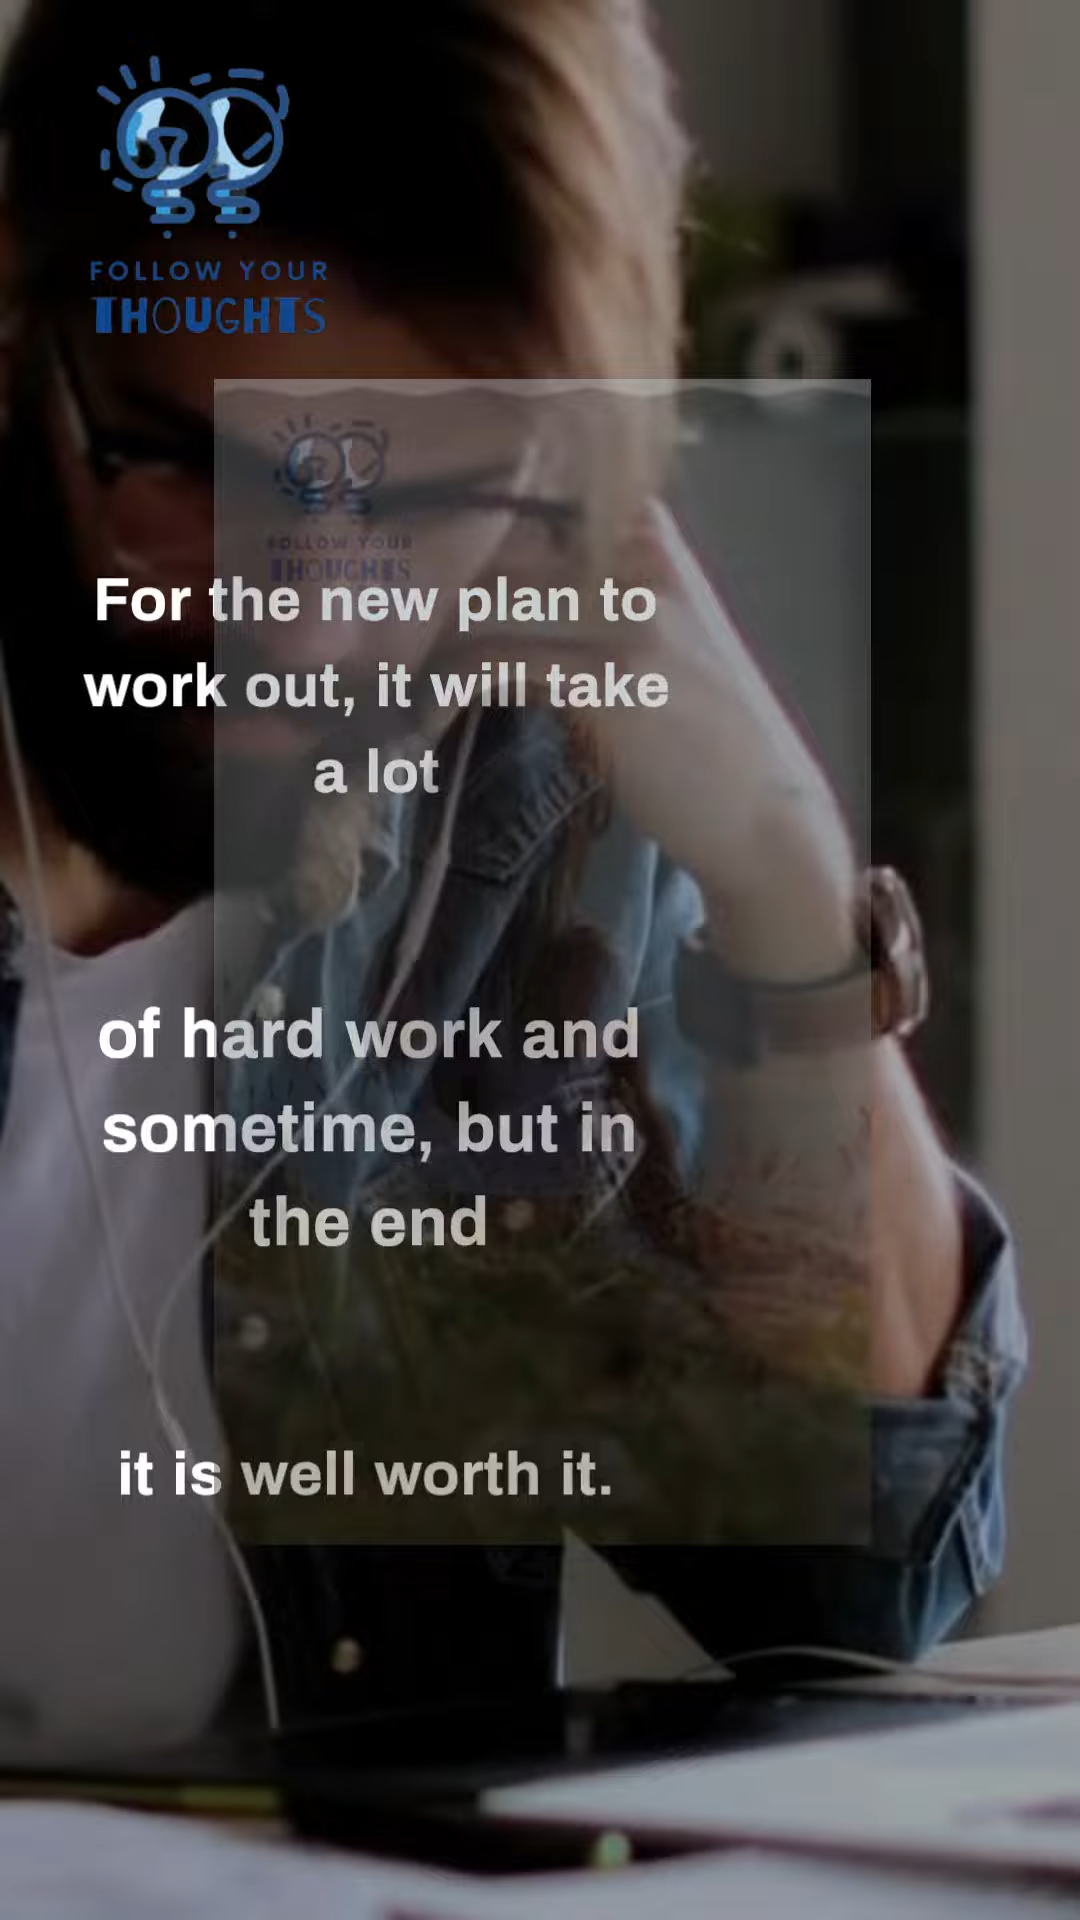 FOLLOW YOUR
THOUGHTS
FOLLOW YOUR
THOUGHTS
For the new plan to
work out, it will take
a lot
of hard work and
sometime, but in
the end
it is well worth it.